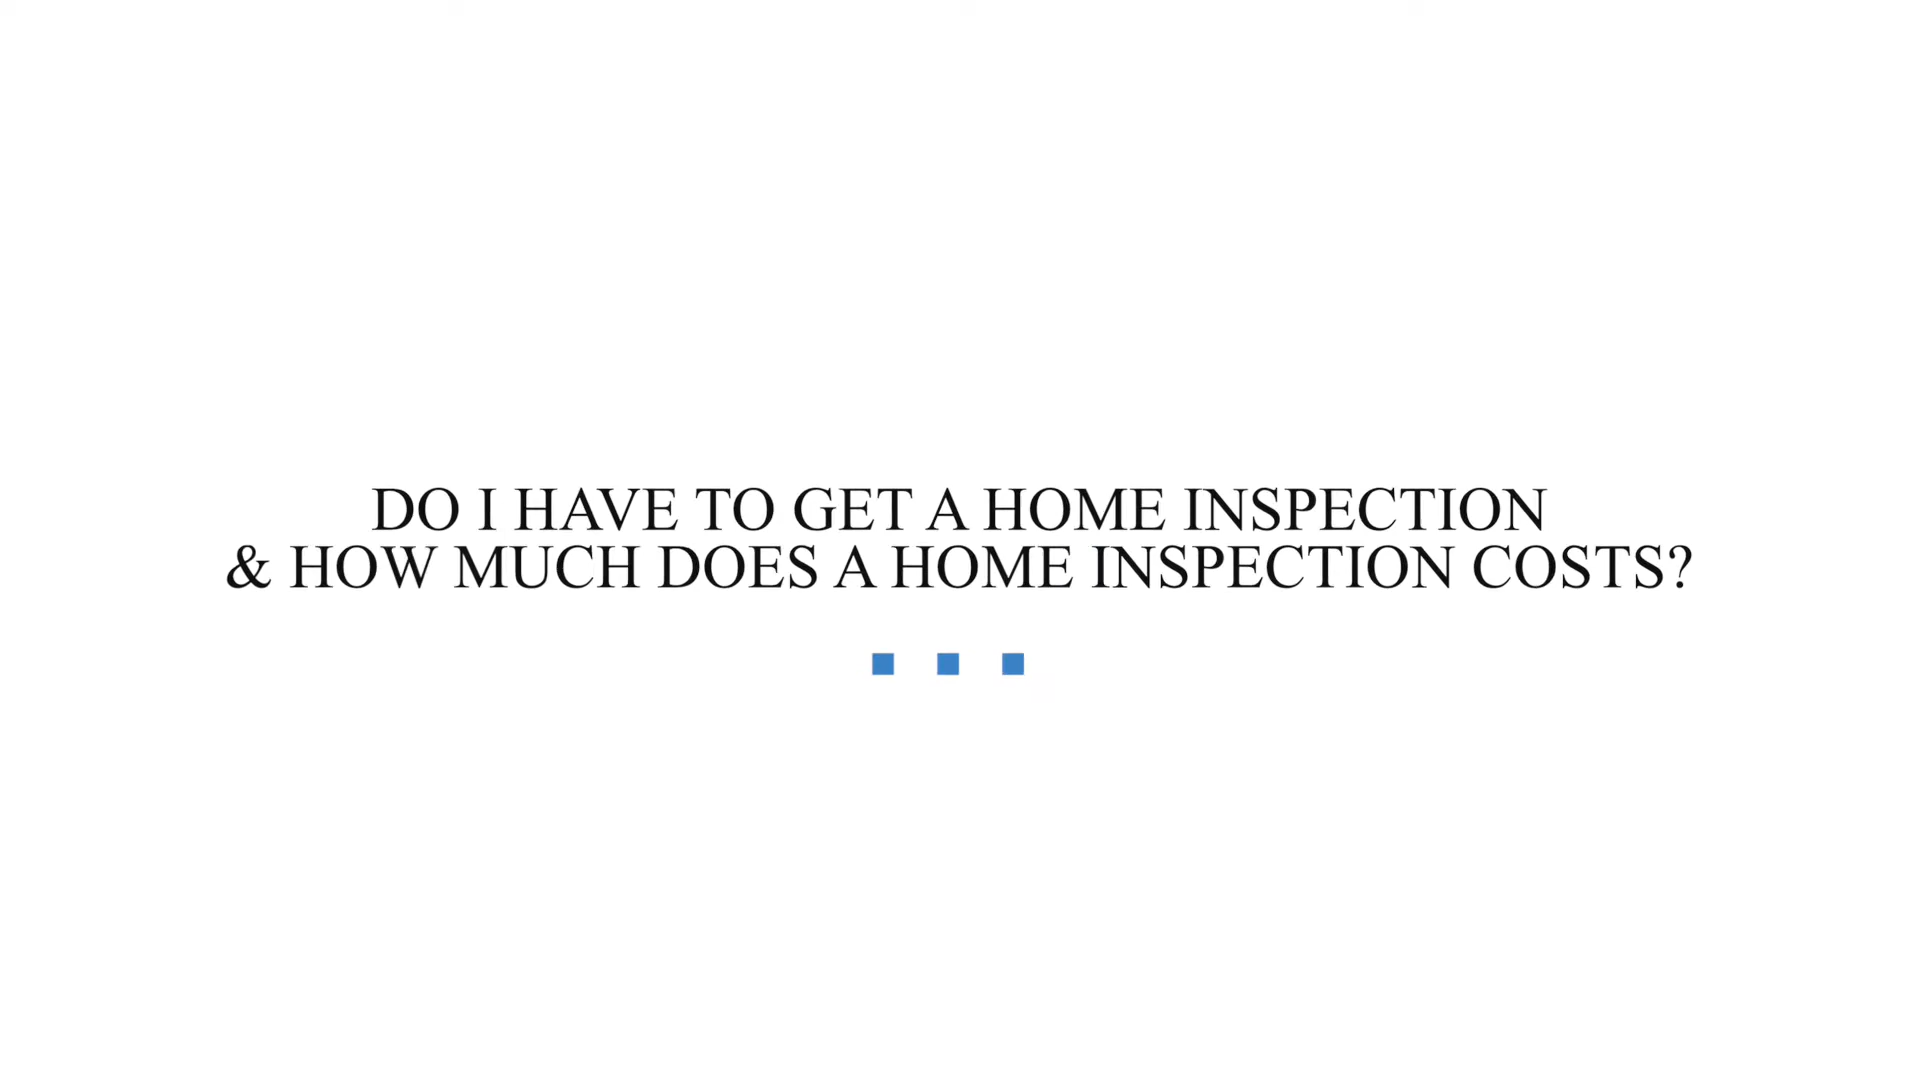 DO I HAVE TO GET A HOME INSPECTION
& HOW MUCH DOES A HOME INSPECTION COSTS?